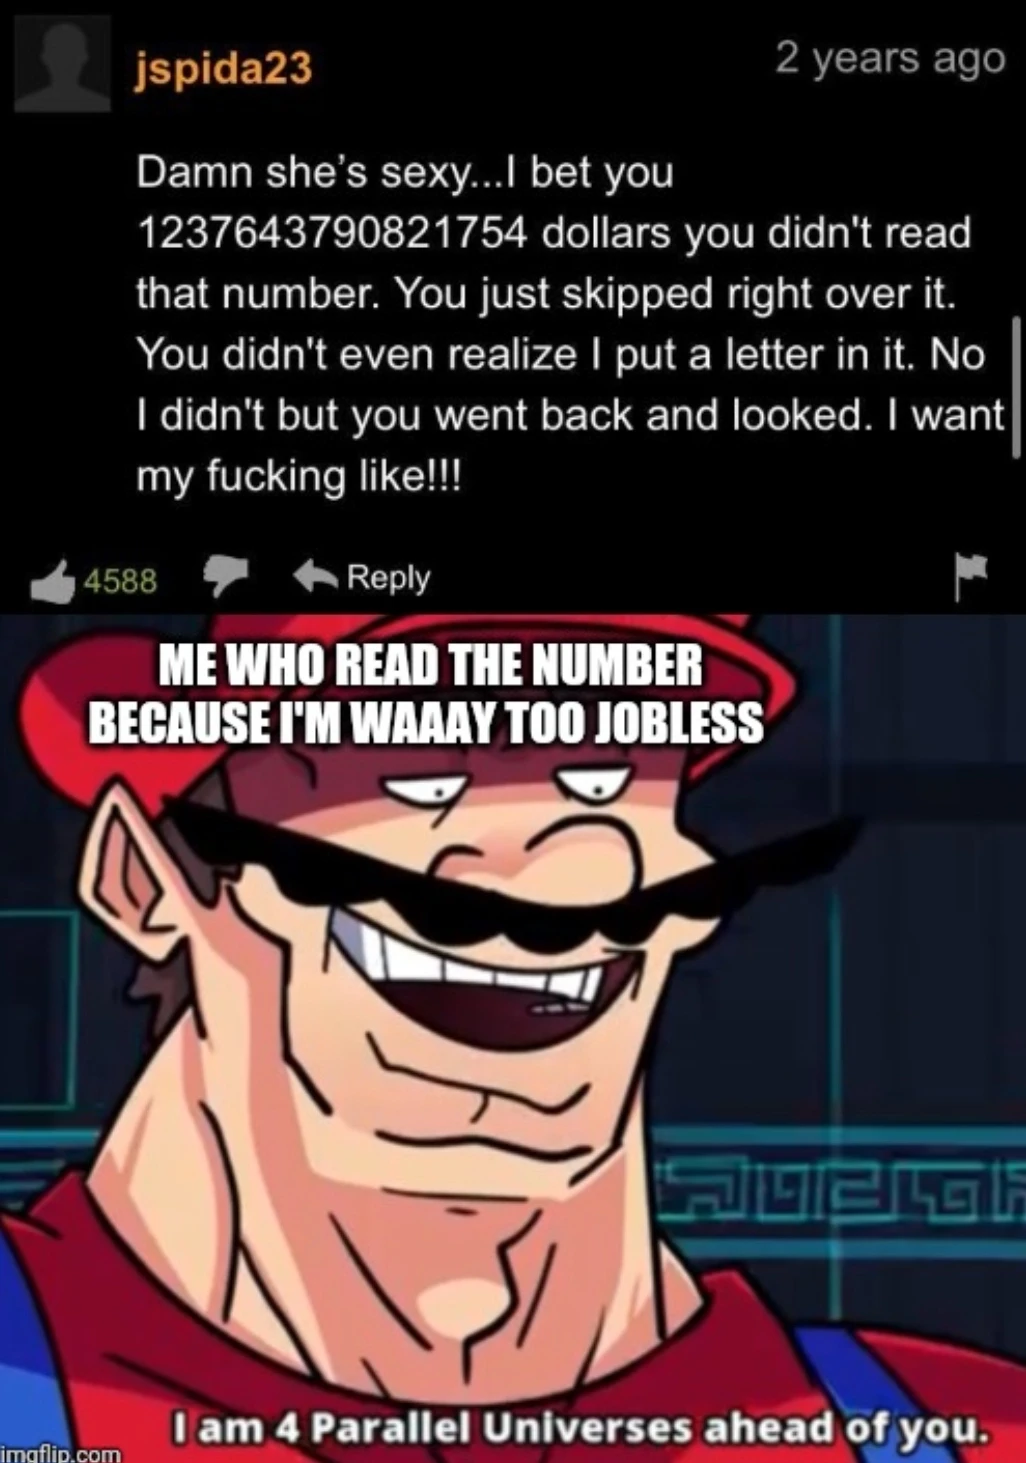 jspida23
2 years ago
Damn she's sexy...I bet you
1237643790821754 dollars you didn't read
that number. You just skipped right over it.
You didn't even realize I put a letter in it. No
I didn't but you went back and looked. I want
my fucking like!!!
4588
Reply
ME WHO READ THE NUMBER
BECAUSE I'M WAAAY TOO JOBLESS
I am 4 Parallel Universes ahead of you.
imgflip.com